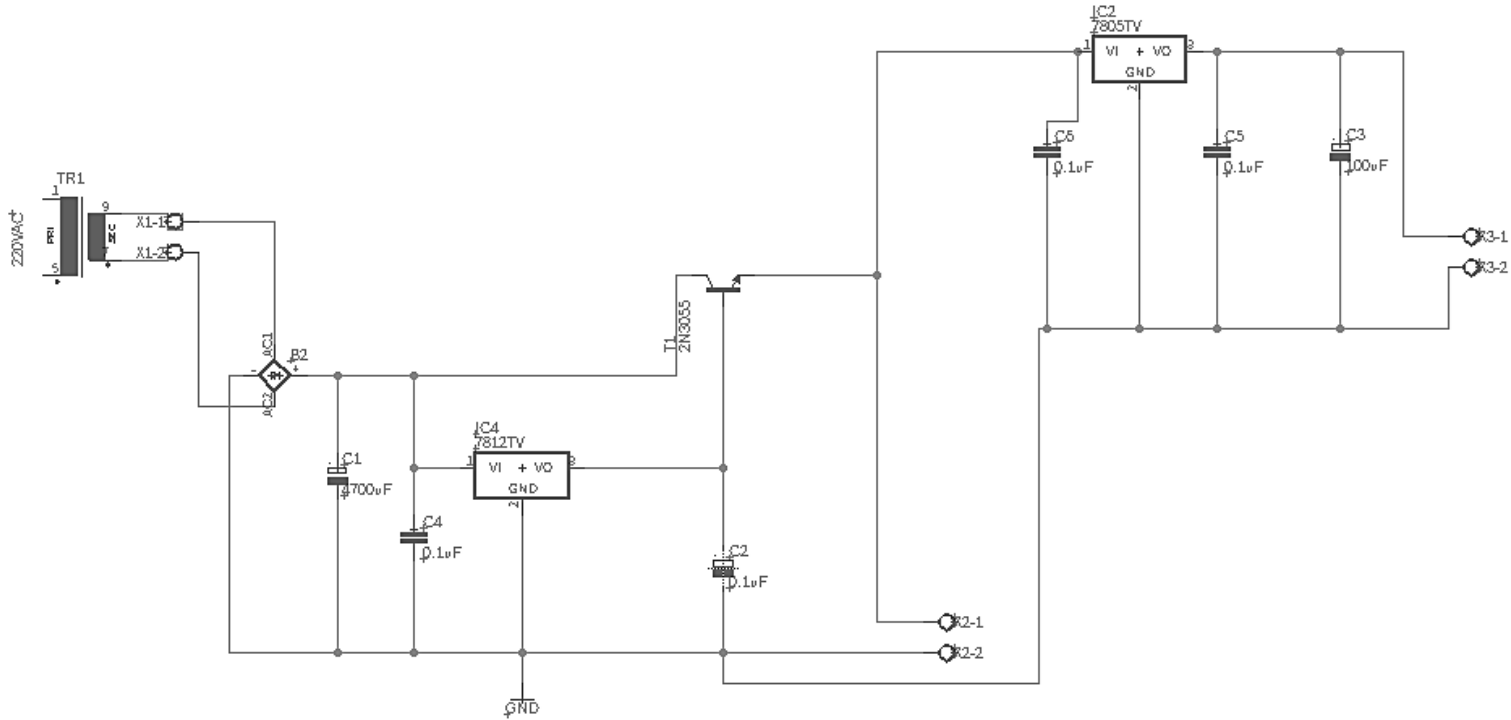 IC2
7805TV
1
VI
VO
3
GND
2
C6
0.1uF
C5
0.1uF
C3
100uF
TR1
1
220VAC
PRI
5
9
SEC
7
X1-1
X1-2
X3-1
X3-2
T1
2N3055
AC1
B2
-
+
AC2
IC4
7812TV
1
VI
VO
3
GND
2
C1
4700uF
C4
0.1uF
C2
0.1uF
X2-1
X2-2
GND